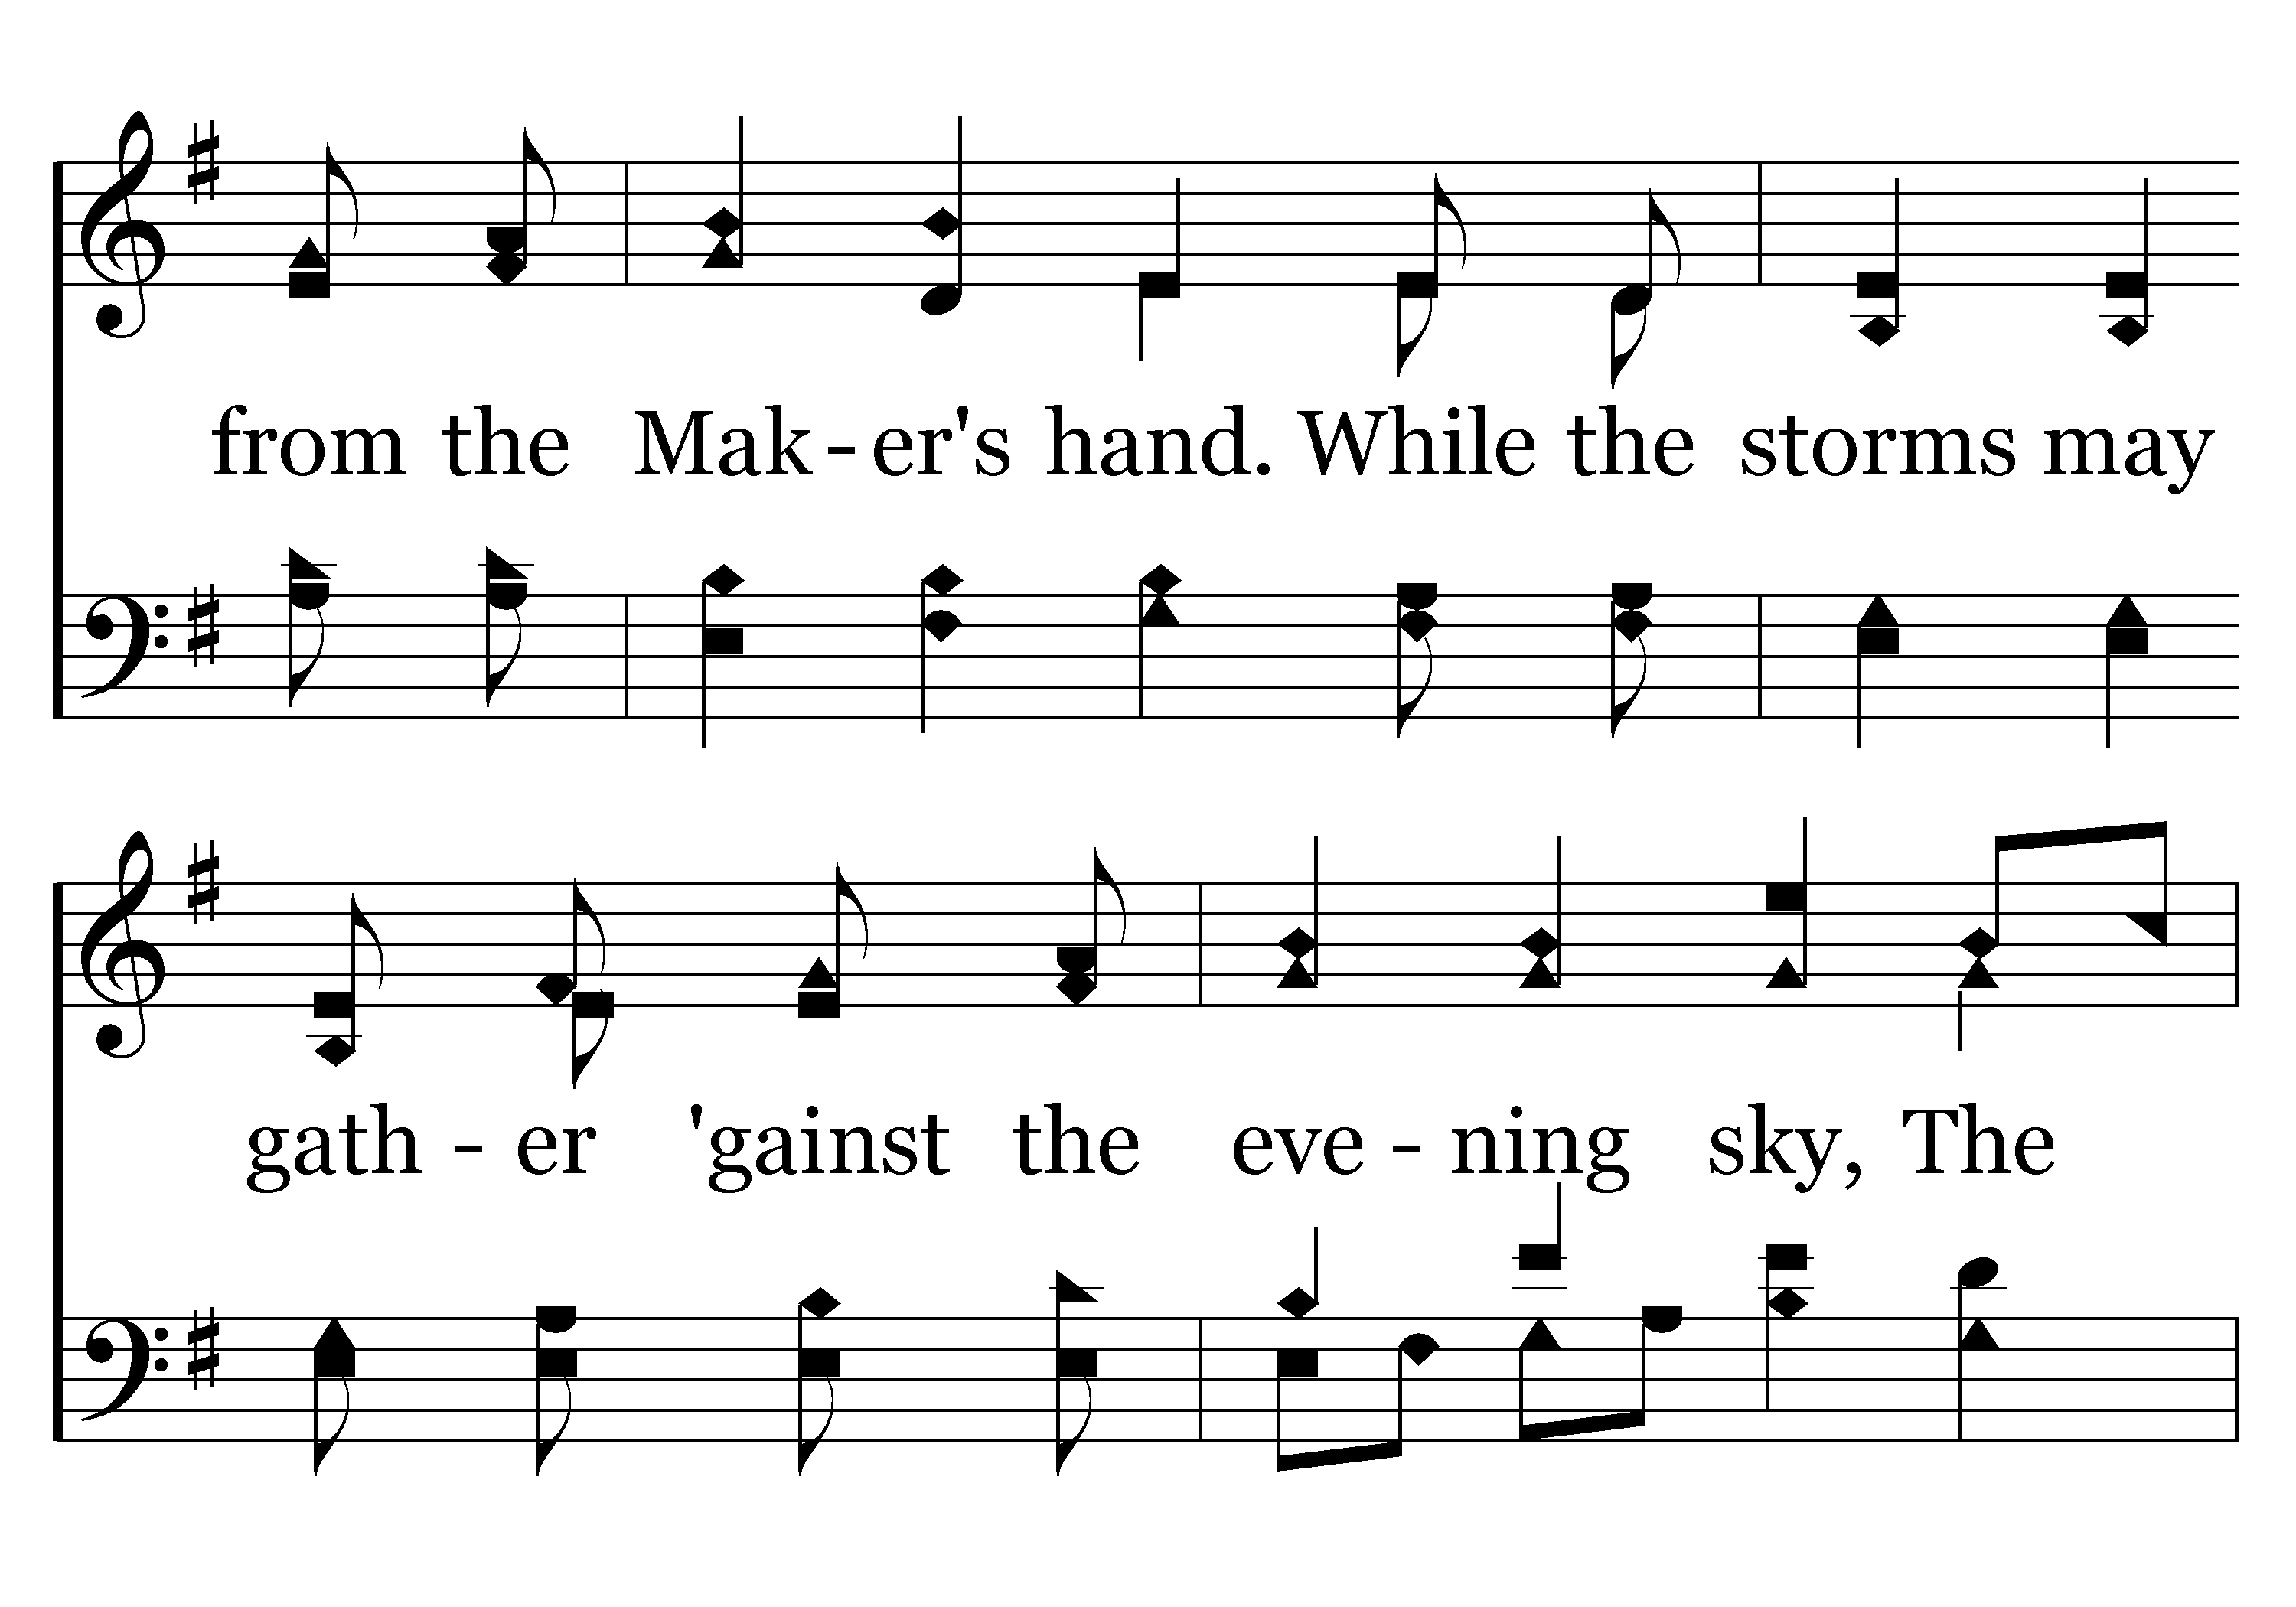 from the Mak-er's hand. While the storms may
gath - er 'gainst the eve - ning sky, The